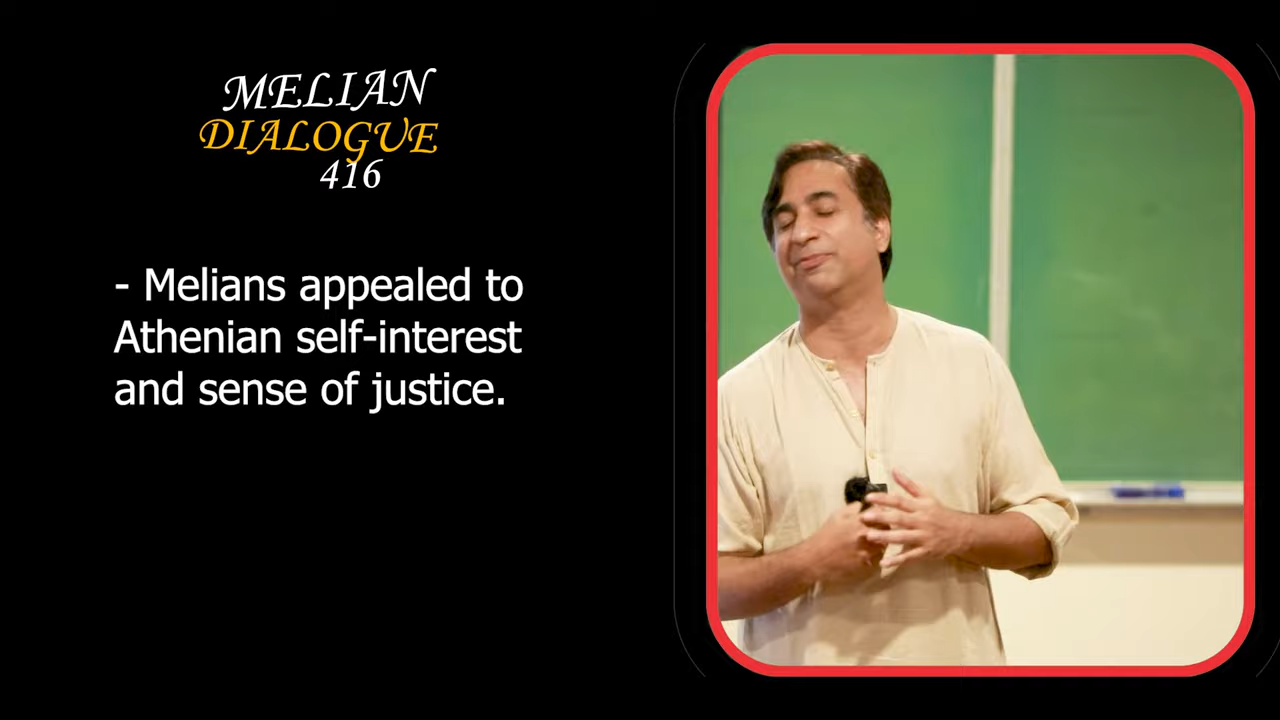 MELIAN
DIALOGUE
416
- Melians appealed to
Athenian self-interest
and sense of justice.